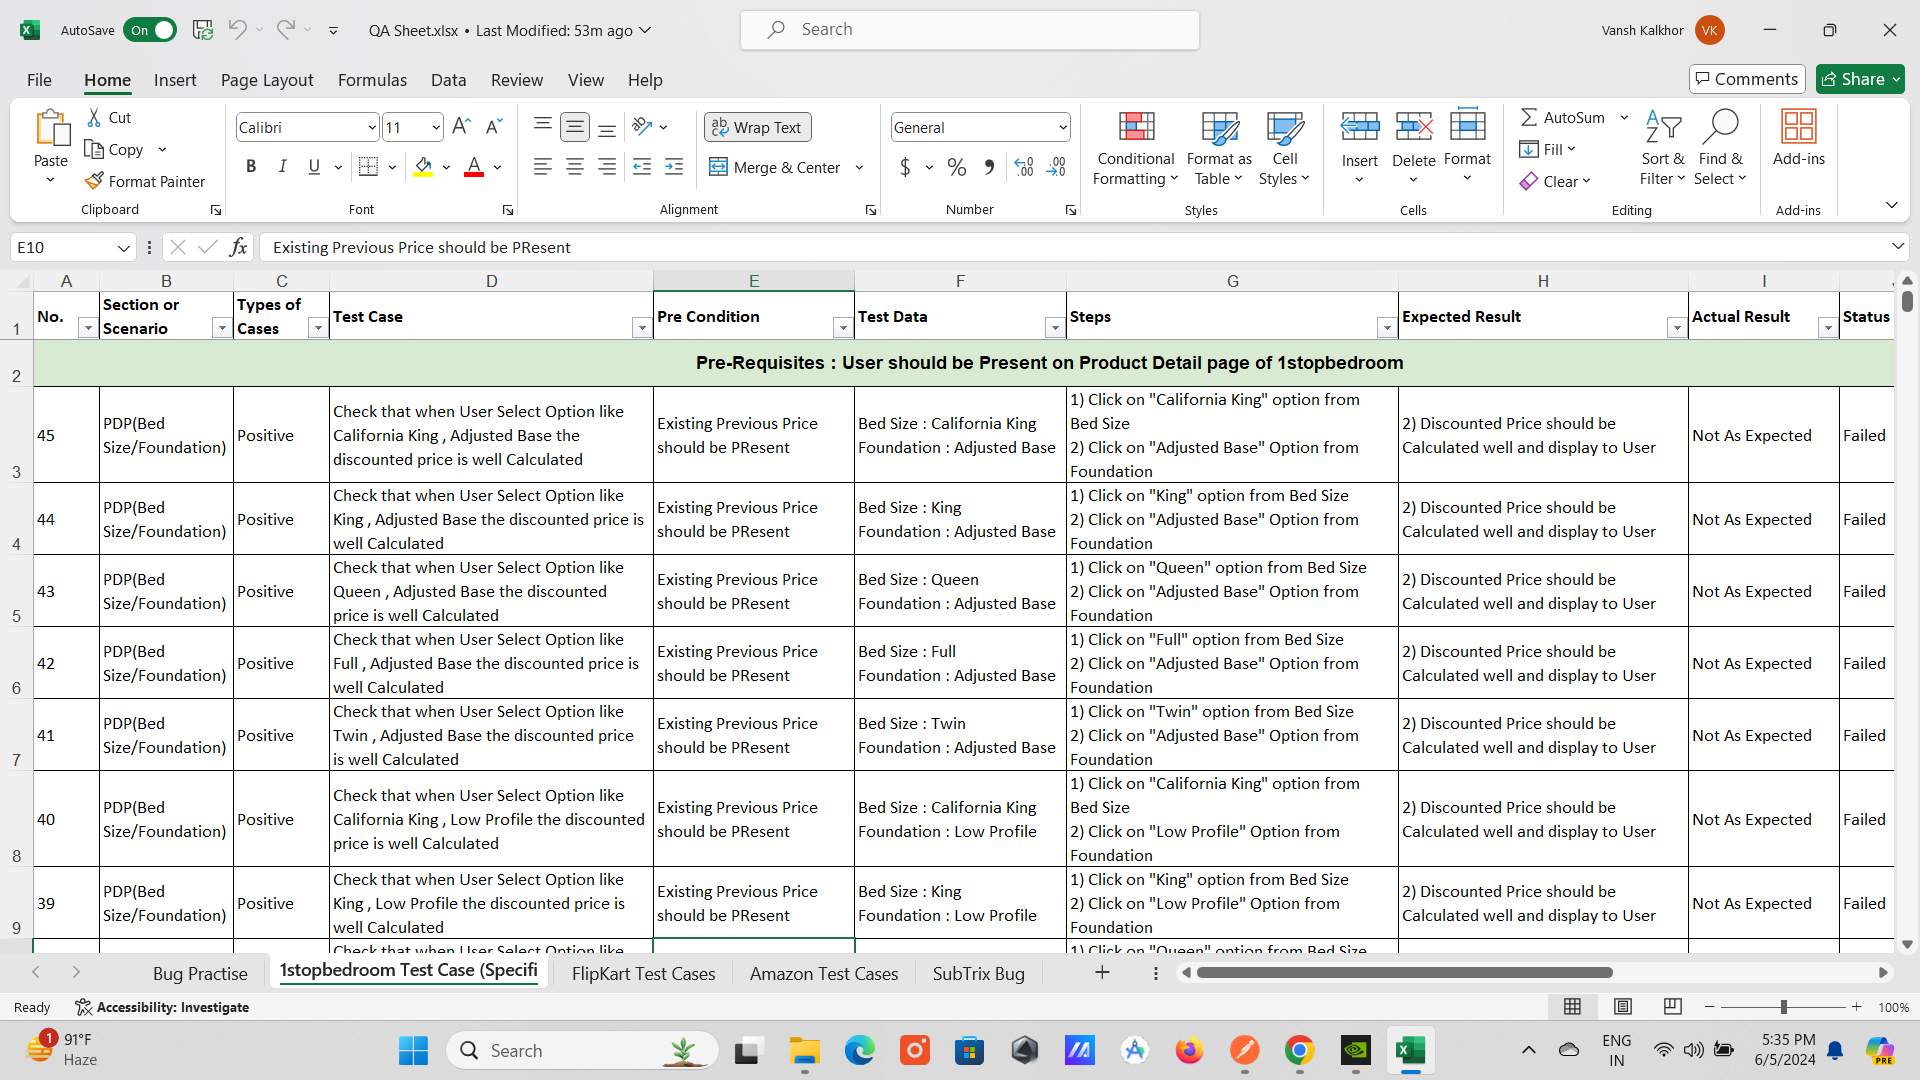 AutoSave On QA Sheet.xlsx • Last Modified: 53m ago Search Vansh Kalkhor VK
File Home Insert Page Layout Formulas Data Review View Help Comments Share
Paste Cut Copy Format Painter Clipboard
Calibri 11 B I U A Font
Wrap Text Merge & Center Alignment
General $ % Number
Conditional Formatting Format as Table Cell Styles Styles
Insert Delete Format Cells
AutoSum Fill Clear Sort & Filter Find & Select Editing
Add-ins Add-ins
E10 fx Existing Previous Price should be PResent
A B C D E F G H I
1 No. Section or Scenario Types of Cases Test Case Pre Condition Test Data Steps Expected Result Actual Result Status
2 Pre-Requisites : User should be Present on Product Detail page of 1stopbedroom
3 45 PDP(Bed Size/Foundation) Positive Check that when User Select Option like California King , Adjusted Base the discounted price is well Calculated Existing Previous Price should be PResent Bed Size : California King Foundation : Adjusted Base 1) Click on "California King" option from Bed Size 2) Click on "Adjusted Base" Option from Foundation 2) Discounted Price should be Calculated well and display to User Not As Expected Failed
4 44 PDP(Bed Size/Foundation) Positive Check that when User Select Option like King , Adjusted Base the discounted price is well Calculated Existing Previous Price should be PResent Bed Size : King Foundation : Adjusted Base 1) Click on "King" option from Bed Size 2) Click on "Adjusted Base" Option from Foundation 2) Discounted Price should be Calculated well and display to User Not As Expected Failed
5 43 PDP(Bed Size/Foundation) Positive Check that when User Select Option like Queen , Adjusted Base the discounted price is well Calculated Existing Previous Price should be PResent Bed Size : Queen Foundation : Adjusted Base 1) Click on "Queen" option from Bed Size 2) Click on "Adjusted Base" Option from Foundation 2) Discounted Price should be Calculated well and display to User Not As Expected Failed
6 42 PDP(Bed Size/Foundation) Positive Check that when User Select Option like Full , Adjusted Base the discounted price is well Calculated Existing Previous Price should be PResent Bed Size : Full Foundation : Adjusted Base 1) Click on "Full" option from Bed Size 2) Click on "Adjusted Base" Option from Foundation 2) Discounted Price should be Calculated well and display to User Not As Expected Failed
7 41 PDP(Bed Size/Foundation) Positive Check that when User Select Option like Twin , Adjusted Base the discounted price is well Calculated Existing Previous Price should be PResent Bed Size : Twin Foundation : Adjusted Base 1) Click on "Twin" option from Bed Size 2) Click on "Adjusted Base" Option from Foundation 2) Discounted Price should be Calculated well and display to User Not As Expected Failed
8 40 PDP(Bed Size/Foundation) Positive Check that when User Select Option like California King , Low Profile the discounted price is well Calculated Existing Previous Price should be PResent Bed Size : California King Foundation : Low Profile 1) Click on "California King" option from Bed Size 2) Click on "Low Profile" Option from Foundation 2) Discounted Price should be Calculated well and display to User Not As Expected Failed
9 39 PDP(Bed Size/Foundation) Positive Check that when User Select Option like King , Low Profile the discounted price is well Calculated Existing Previous Price should be PResent Bed Size : King Foundation : Low Profile 1) Click on "King" option from Bed Size 2) Click on "Low Profile" Option from Foundation 2) Discounted Price should be Calculated well and display to User Not As Expected Failed
Check that when User Select Option like 1) Click on "Queen" option from Bed Size
Bug Practise 1stopbedroom Test Case (Specifi FlipKart Test Cases Amazon Test Cases SubTrix Bug
Ready Accessibility: Investigate 100%
1 91°F Haze Search ENG IN 5:35 PM 6/5/2024 PRE